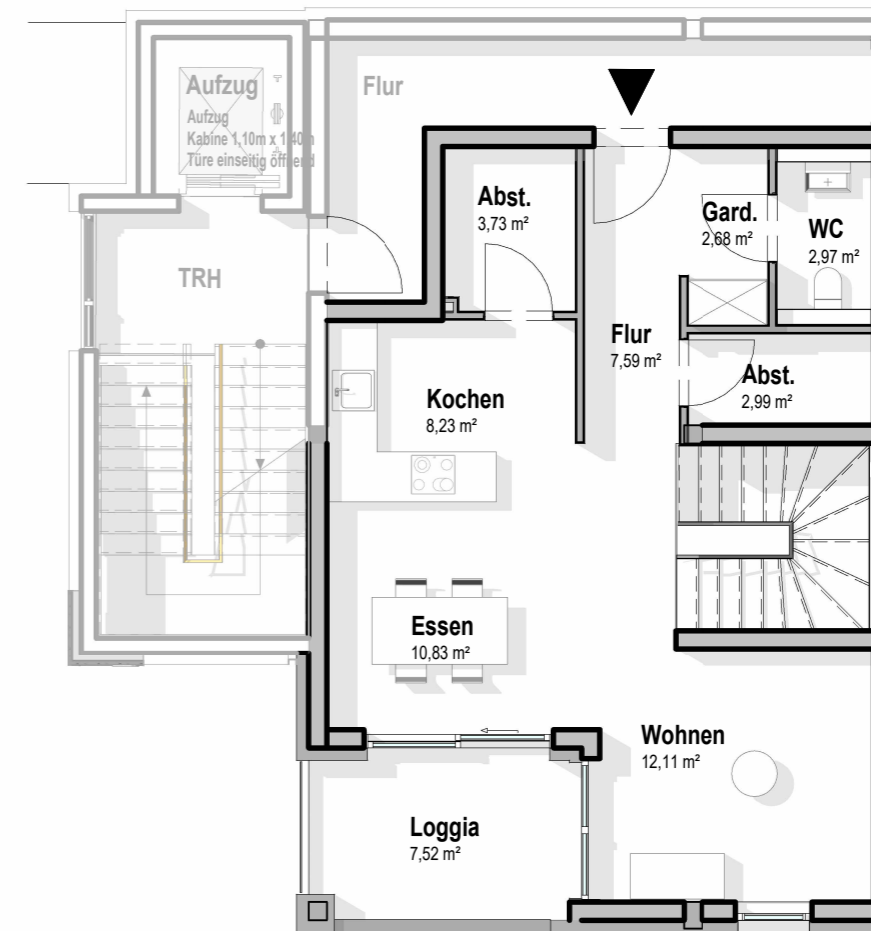 Aufzug
Aufzug
Kabine 1,10m x 1,40m
Türe einseitig öffnend
Flur
TRH
Abst.
3,73 m²
Gard.
2,68 m²
WC
2,97 m²
Flur
7,59 m²
Abst.
2,99 m²
Kochen
8,23 m²
Essen
10,83 m²
Wohnen
12,11 m²
Loggia
7,52 m²